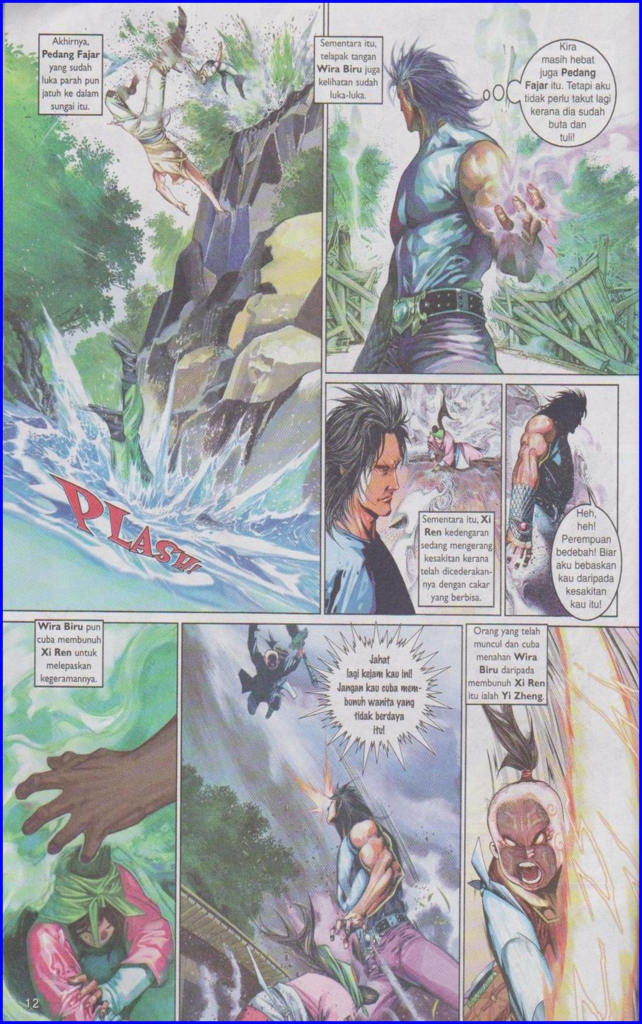 Akhirnya,
Pedang Fajar
yang sudah
luka parah pun
jatuh ke dalam
sungai itu.
Sementara itu,
telapak tangan
Wira Biru juga
kelihatan sudah
luka-luka.
Kira
masih hebat
juga Pedang
Fajar itu. Tetapi aku
tidak perlu takut lagi
kerana dia sudah
buta dan
tuli!
PLASH!
Sementara itu, Xi
Ren kedengaran
sedang mengerang
kesakitan kerana
telah dicederakan-
nya dengan cakar
yang berbisa.
Heh,
heh!
Perempuan
bedebah! Biar
aku bebaskan
kau daripada
kesakitan
kau itu!
Wira Biru pun
cuba membunuh
Xi Ren untuk
melepaskan
kegeramannya.
Jahat
lagi kejam kau ini!
Jangan kau cuba mem-
bunuh wanita yang
tidak berdaya
itu!
Orang yang telah
muncul dan cuba
menahan Wira
Biru daripada
membunuh Xi Ren
itu ialah Yi Zheng.
12